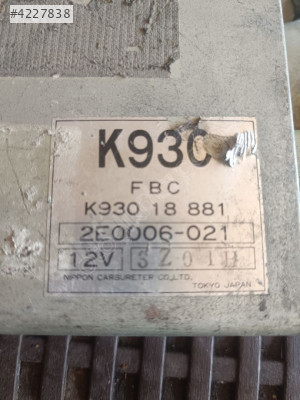 #4227838
K930
FBC
K930 18 881
2E0006-021
12V
NIPPON CARBURETER CO., LTD.
TOKYO JAPAN